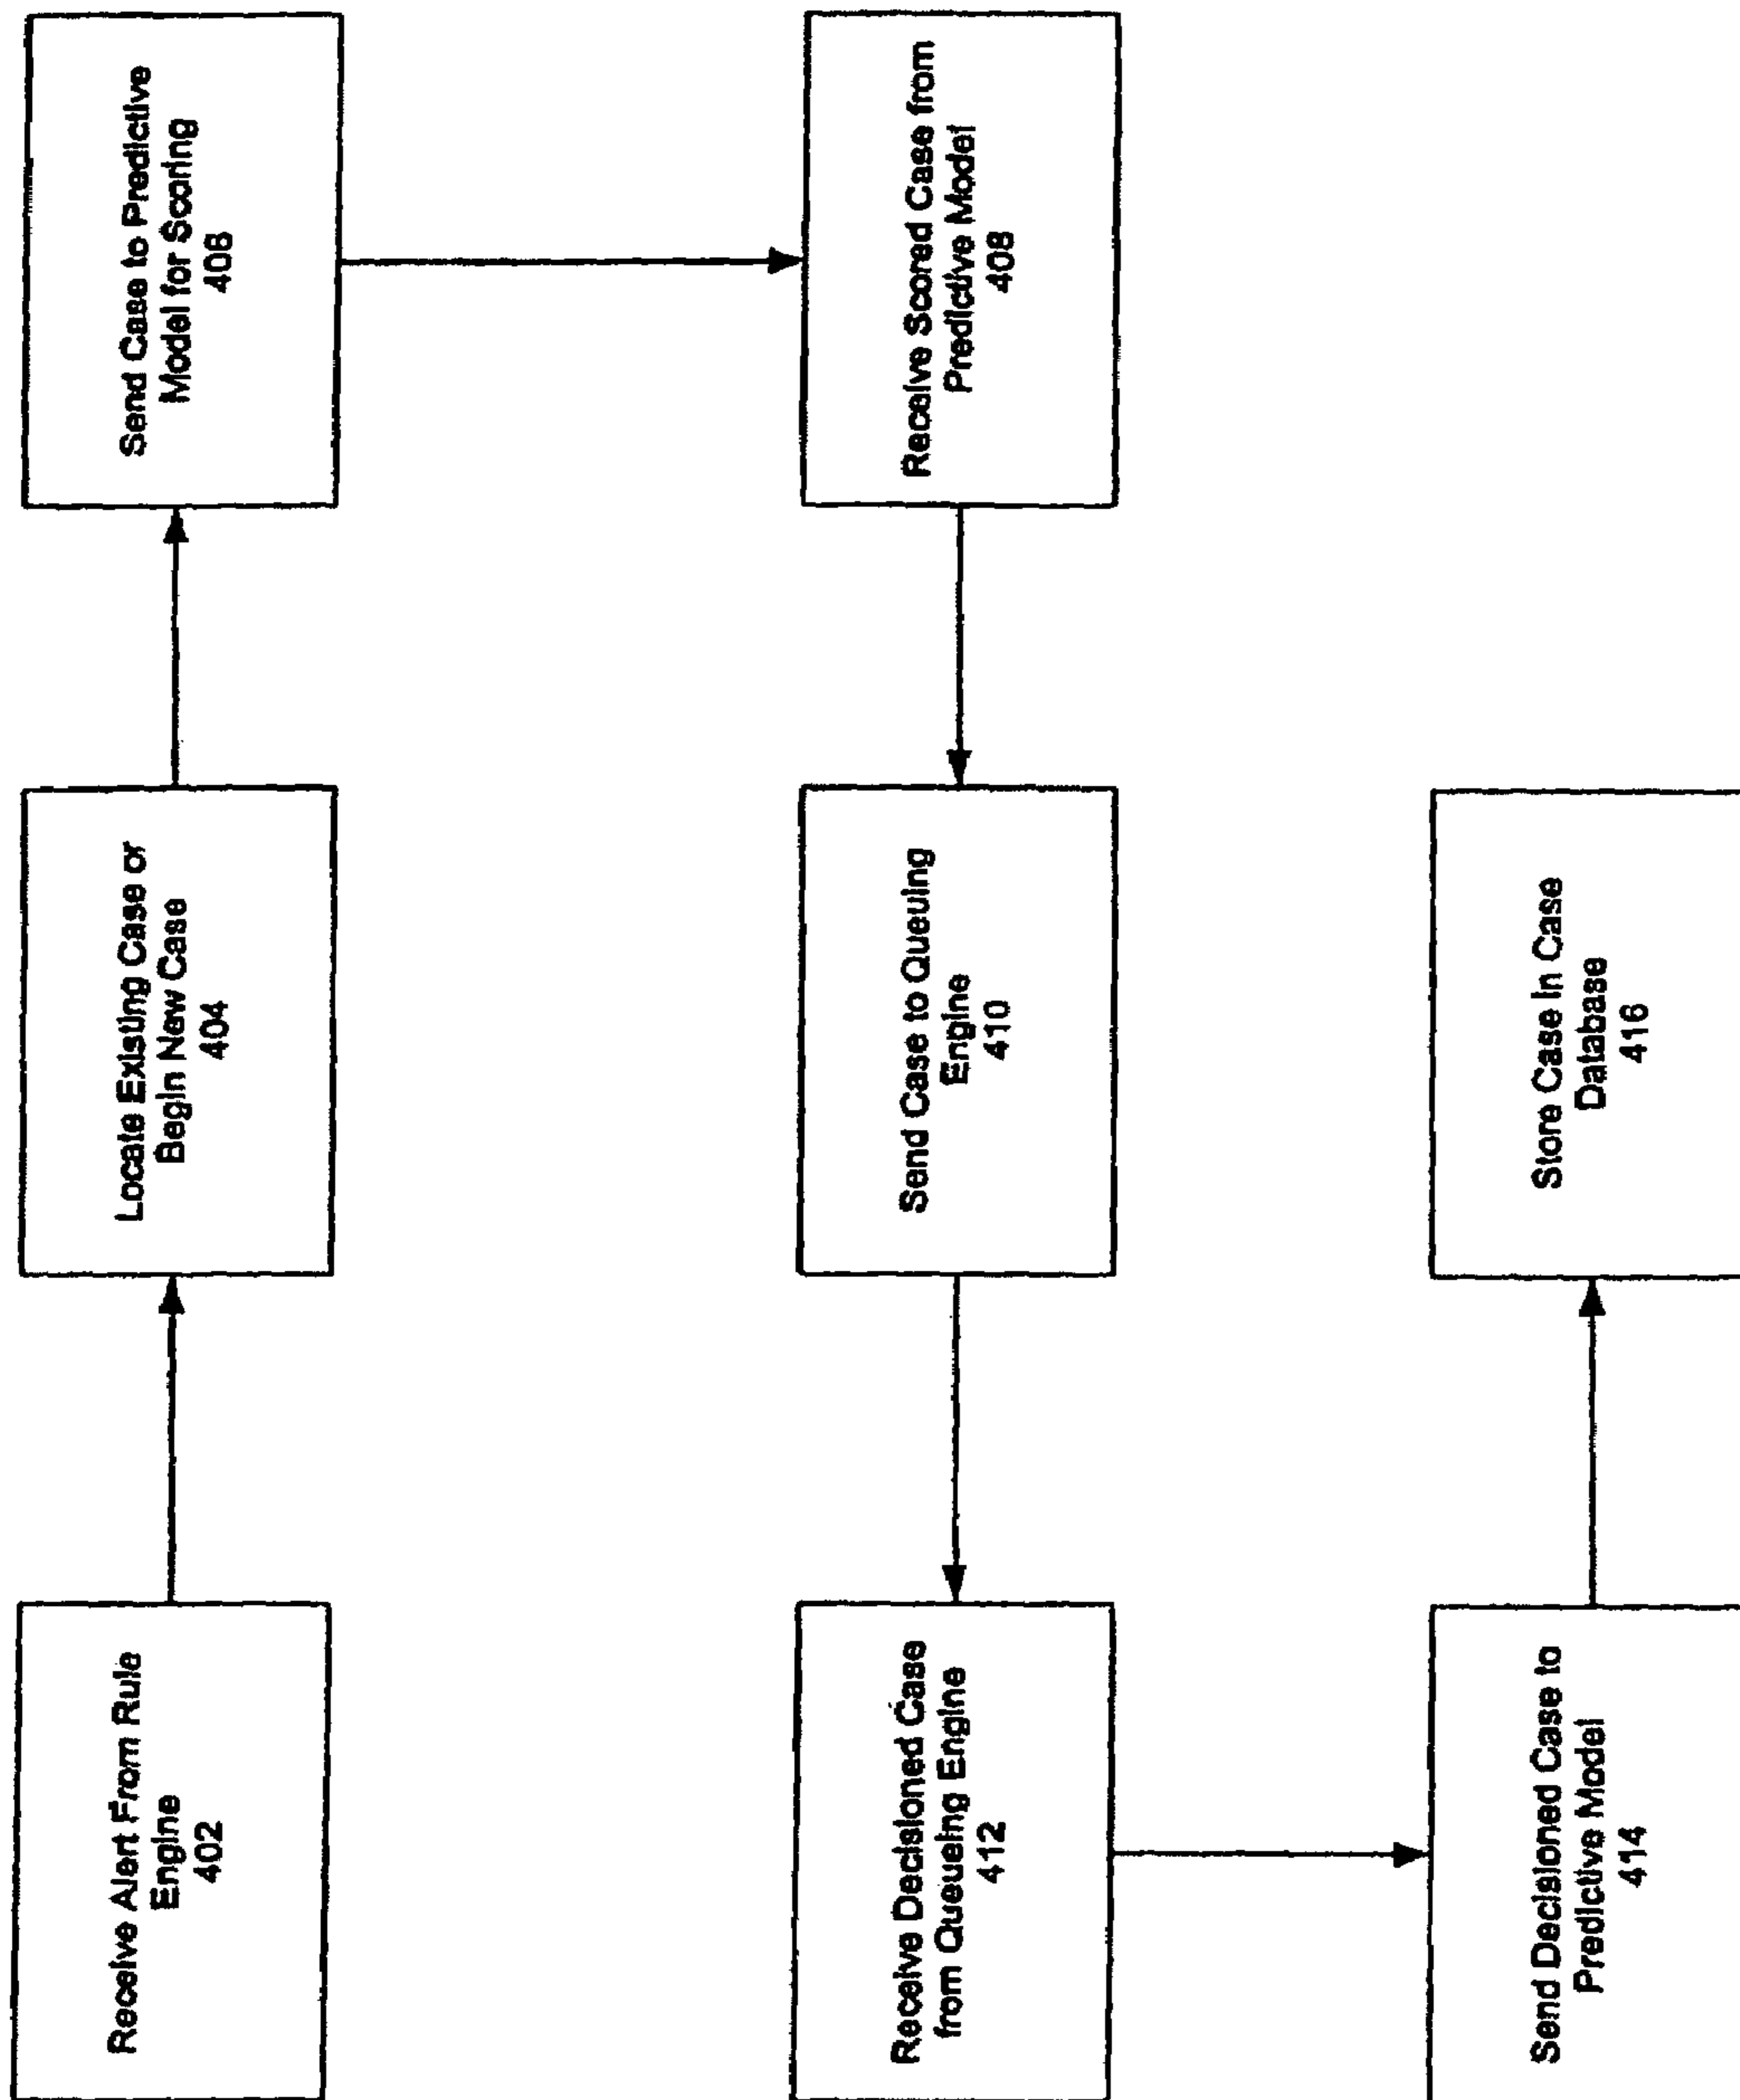 Receive Alert From Rule
Engine
402
Locate Existing Case or
Begin New Case
404
Send Case to Predictive
Model for Scoring
406
Receive Scored Case from
Predictive Model
408
Send Case to Queuing
Engine
410
Receive Decisioned Case
from Queueing Engine
412
Send Decisioned Case to
Predictive Model
414
Store Case In Case
Database
416